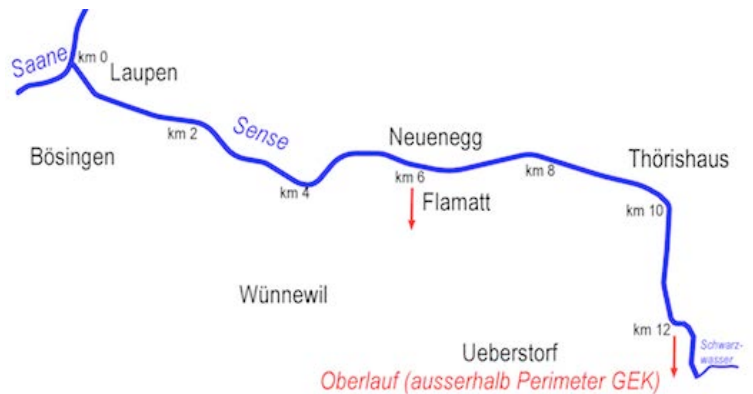 Saane
km 0
Laupen
Bösingen
km 2
Sense
km 4
Neuenegg
km 6
Flamatt
km 8
Thörishaus
km 10
Wünnewil
km 12
Schwarz-
wasser
Ueberstorf
Oberlauf (ausserhalb Perimeter GEK)